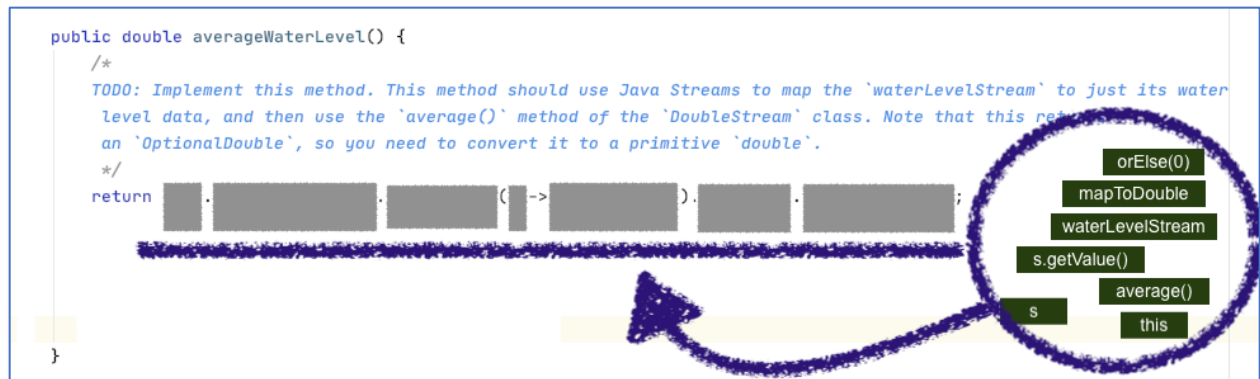 public double averageWaterLevel() {
/*
TODO: Implement this method. This method should use Java Streams to map the `waterLevelStream` to just its water
level data, and then use the `average()` method of the `DoubleStream` class. Note that this
an `OptionalDouble`, so you need to convert it to a primitive `double`.
*/
return . . ( -> ). . ;
}
orElse(0)
mapToDouble
waterLevelStream
s.getValue()
average()
s
this